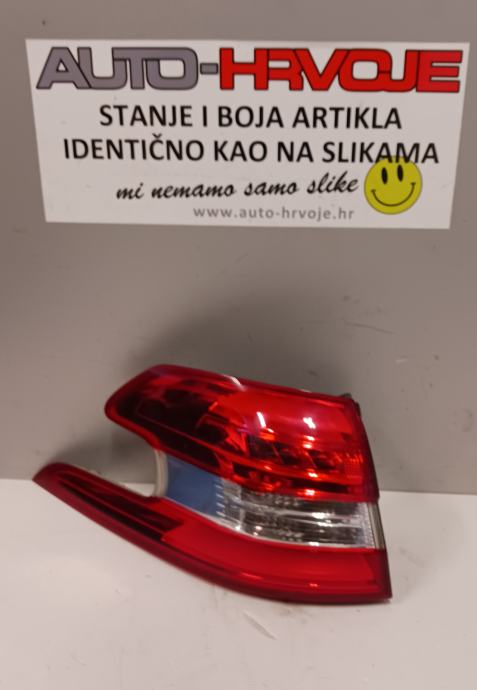 AUTO-HRVOJE
STANJE I BOJA ARTIKLA
IDENTIČNO KAO NA SLIKAMA
mi nemamo samo slike
www.auto-hrvoje.hr